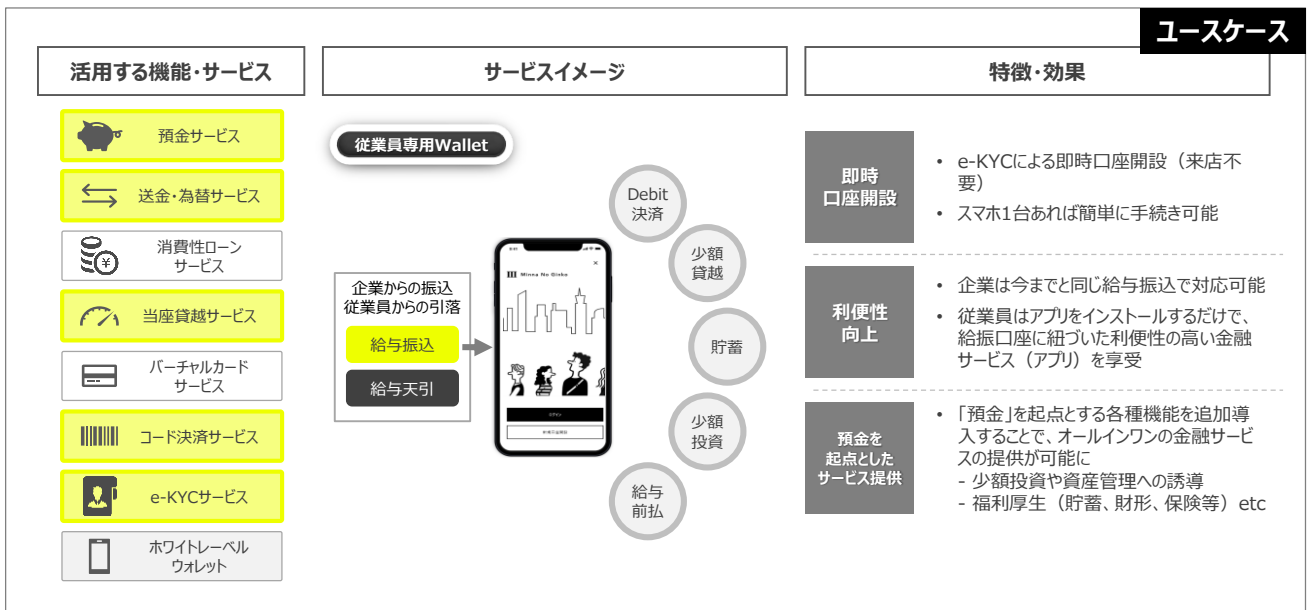 ユースケース
活用する機能・サービス
サービスイメージ
特徴・効果
預金サービス
送金・為替サービス
消費性ローン
サービス
当座貸越サービス
バーチャルカード
サービス
コード決済サービス
e-KYCサービス
ホワイトレーベル
ウォレット
従業員専用Wallet
企業からの振込
従業員からの引落
給与振込
給与天引
Minna No Ginko
ログイン
Debit
決済
少額
貸越
貯蓄
少額
投資
給与
前払
即時
口座開設
• e-KYCによる即時口座開設（来店不
要）
• スマホ1台あれば簡単に手続き可能
利便性
向上
• 企業は今までと同じ給与振込で対応可能
• 従業員はアプリをインストールするだけで、
給振口座に紐づいた利便性の高い金融
サービス（アプリ）を享受
預金を
起点とした
サービス提供
• 「預金」を起点とする各種機能を追加導
入することで、オールインワンの金融サービ
スの提供が可能に
- 少額投資や資産管理への誘導
- 福利厚生（貯蓄、財形、保険等）etc